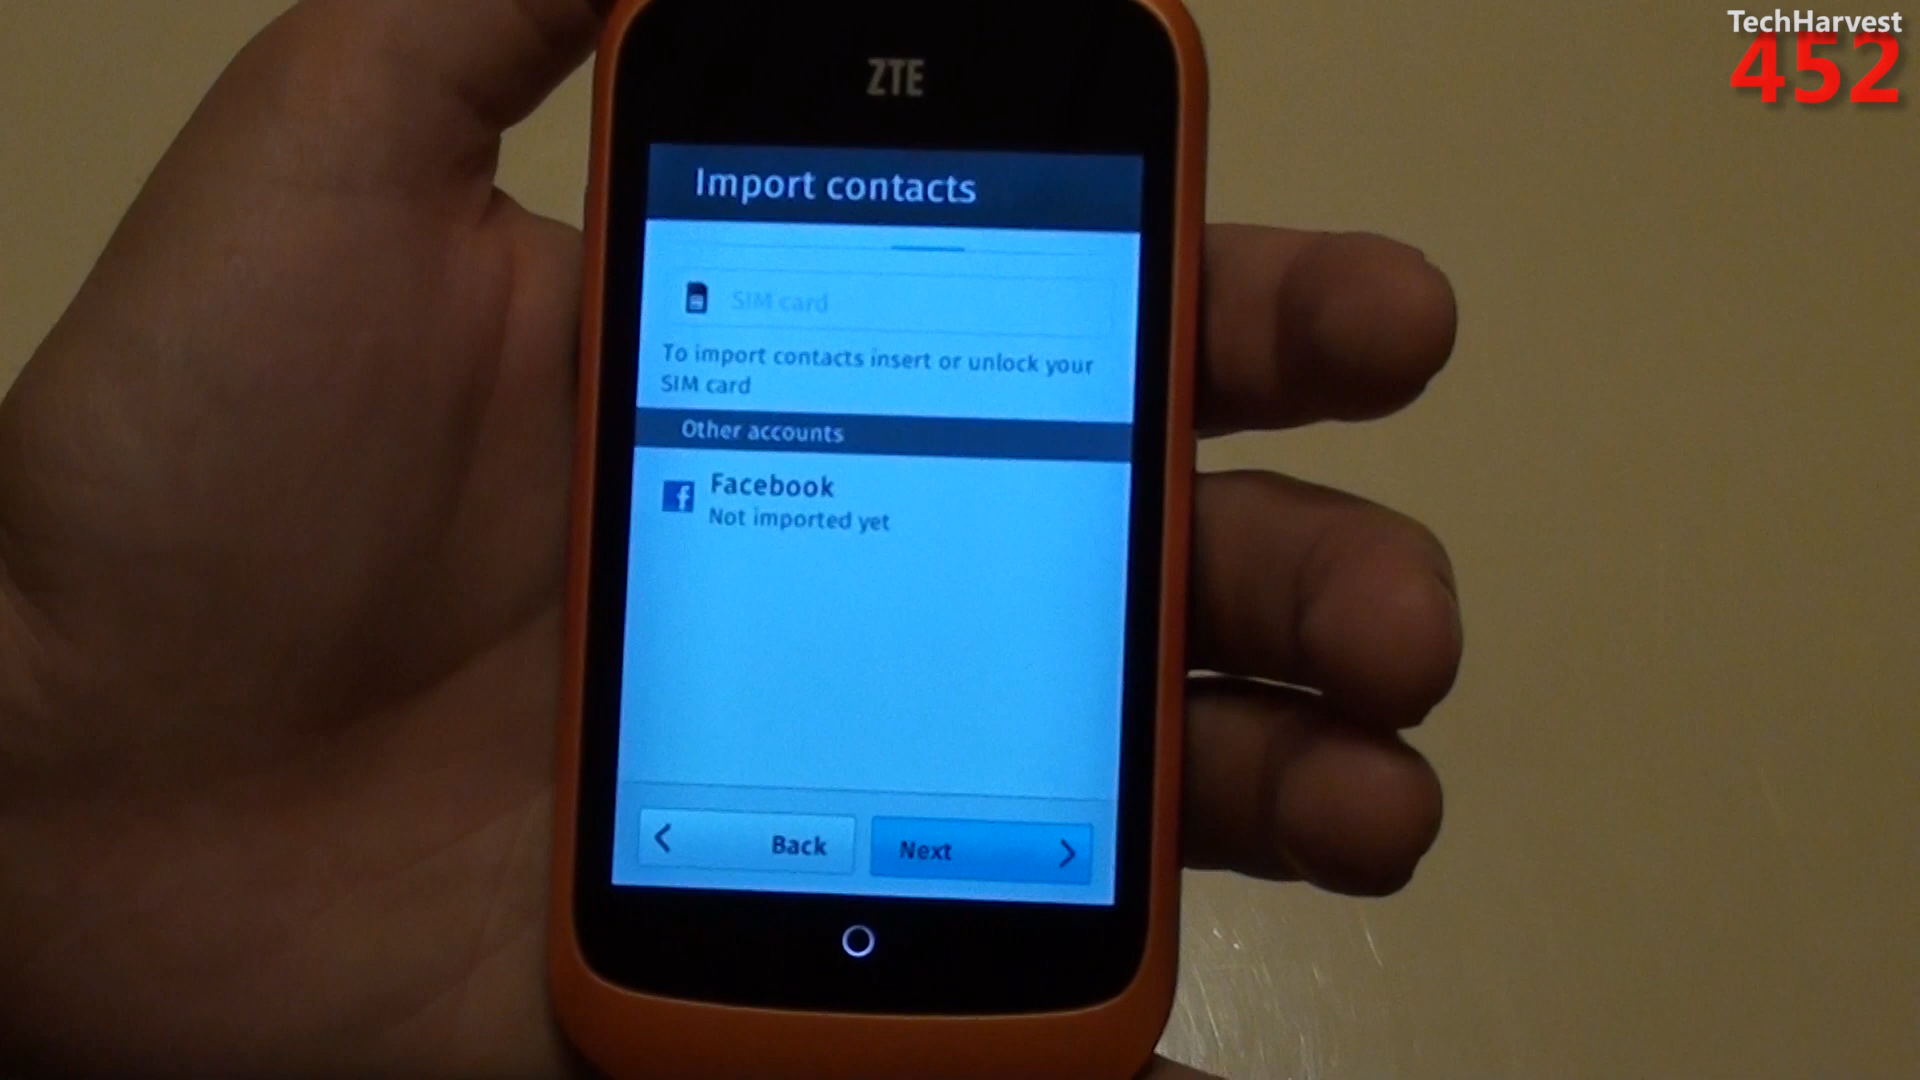 TechHarvest
452
ZTE
Import contacts
SIM card
To import contacts insert or unlock your
SIM card
Other accounts
Facebook
Not imported yet
Back
Next